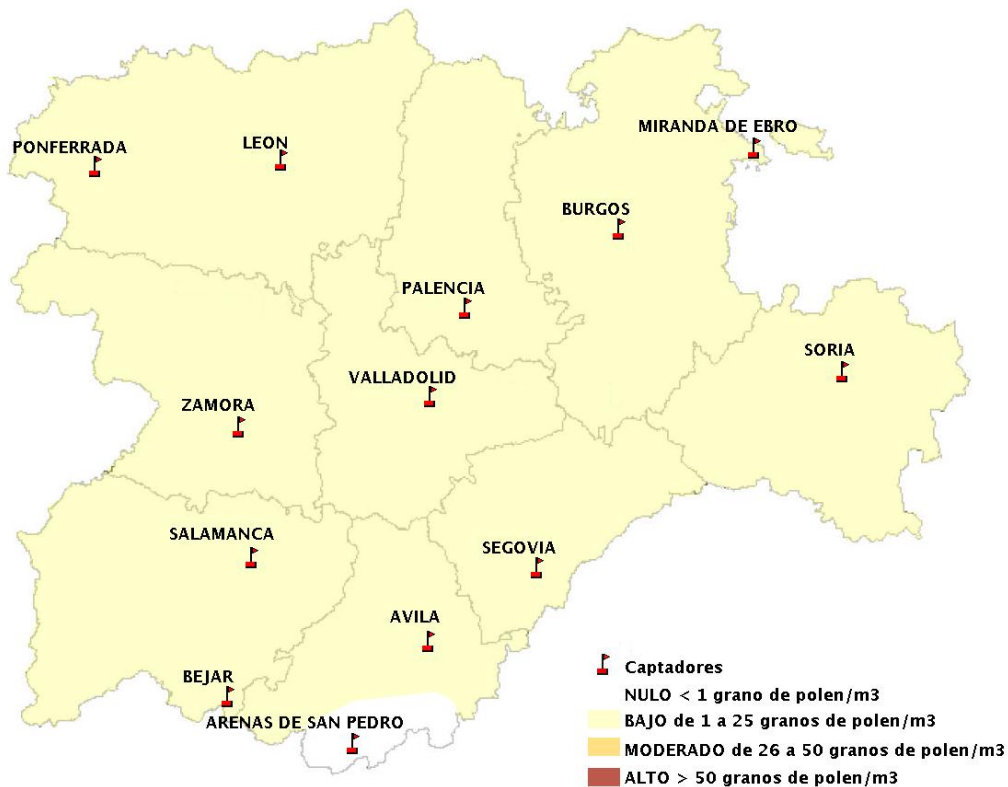 MIRANDA DE EBRO
PONFERRADA
LEON
BURGOS
PALENCIA
SORIA
VALLADOLID
ZAMORA
SALAMANCA
SEGOVIA
AVILA
BEJAR
ARENAS DE SAN PEDRO
Captadores
NULO < 1 grano de polen/m3
BAJO de 1 a 25 granos de polen/m3
MODERADO de 26 a 50 granos de polen/m3
ALTO > 50 granos de polen/m3